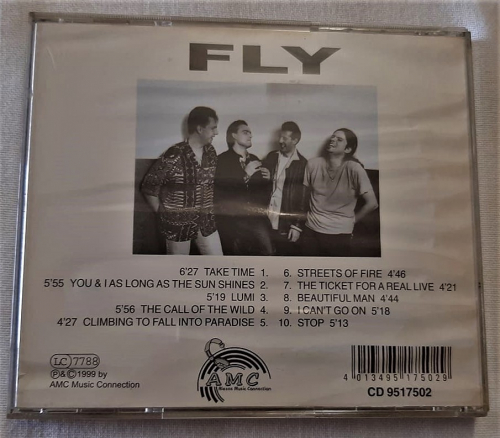 FLY
6'27 TAKE TIME 1.
5'55 YOU & I AS LONG AS THE SUN SHINES 2.
5'19 LUMI 3.
5'56 THE CALL OF THE WILD 4.
4'27 CLIMBING TO FALL INTO PARADISE 5.
6. STREETS OF FIRE 4'46
7. THE TICKET FOR A REAL LIVE 4'21
8. BEAUTIFUL MAN 4'44
9. I CAN'T GO ON 5'18
10. STOP 5'13
LC 7788
℗&©1999 by
AMC Music Connection
AMC
Music Connection
4 013495 175029
CD 9517502